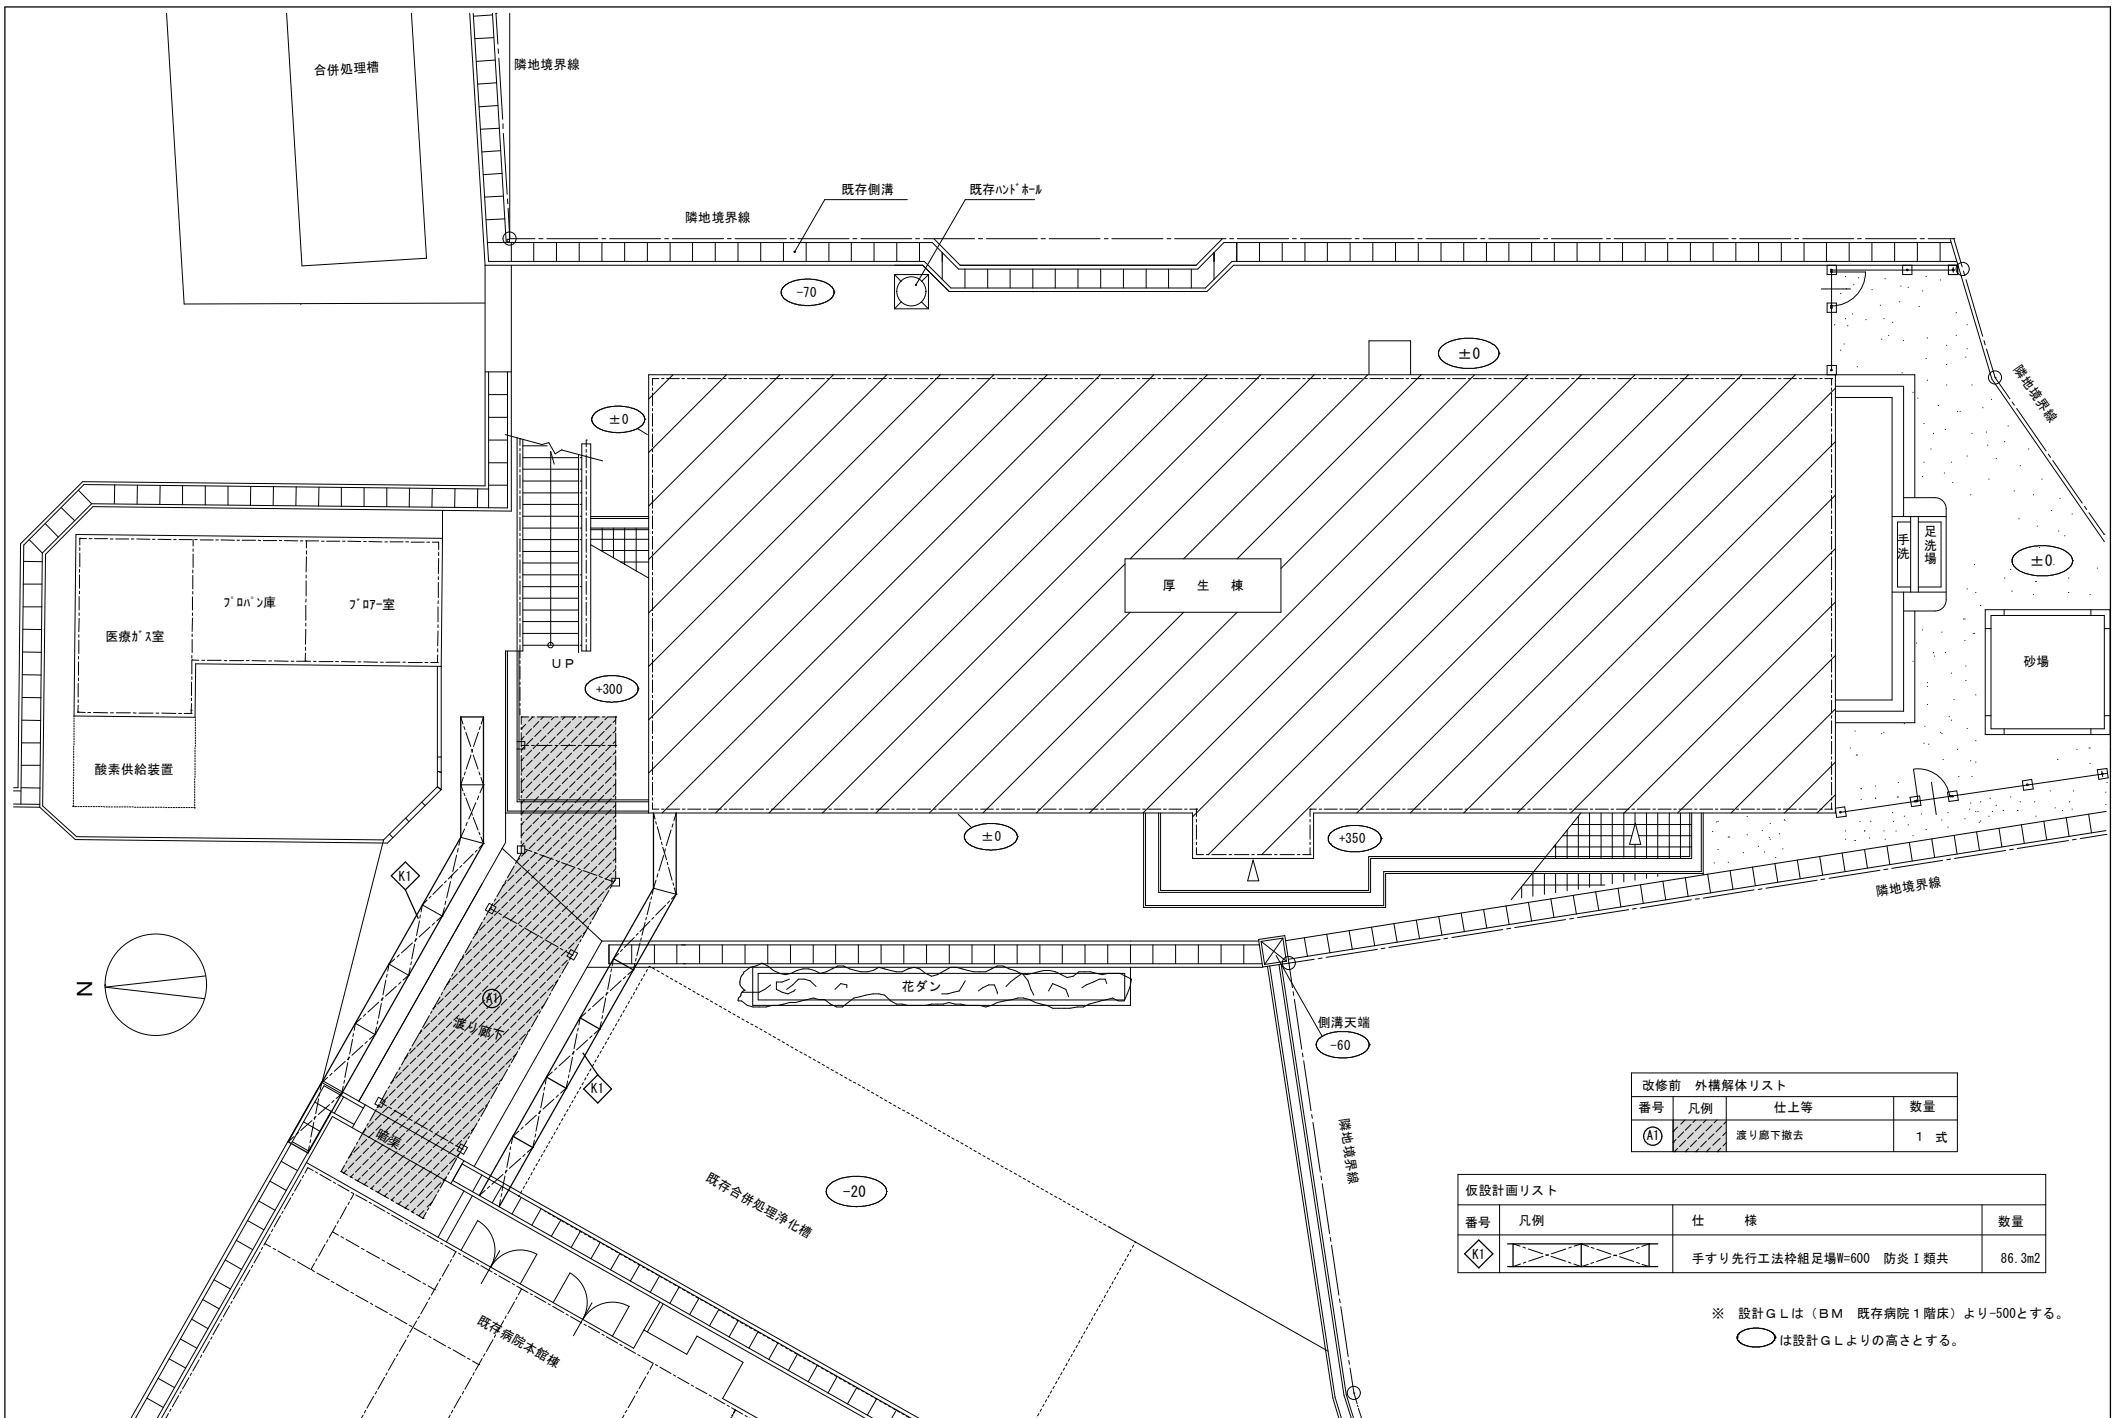 合併処理槽
隣地境界線
既存側溝
既存ﾊﾝﾄﾞﾎｰﾙ
隣地境界線
-70
±0
±0
隣地境界線
手洗
足洗場
±0
砂場
厚 生 棟
ﾌﾟﾛﾊﾟﾝ庫
ﾌﾞﾛｱｰ室
医療ｶﾞｽ室
酸素供給装置
UP
+300
±0
+350
隣地境界線
K1
N
A1
渡り廊下
花ダン
側溝天端
-60
K1
暗渠
隣地境界線
既存合併処理浄化槽
-20
既存病院本館棟
改修前 外構解体リスト
番号 凡例 仕上等 数量
A1 渡り廊下撤去 1 式
仮設計画リスト
番号 凡例 仕 様 数量
K1 手すり先行工法枠組足場W=600 防炎Ⅰ類共 86.3m2
※ 設計GLは(BM 既存病院1階床)より-500とする。
は設計GLよりの高さとする。